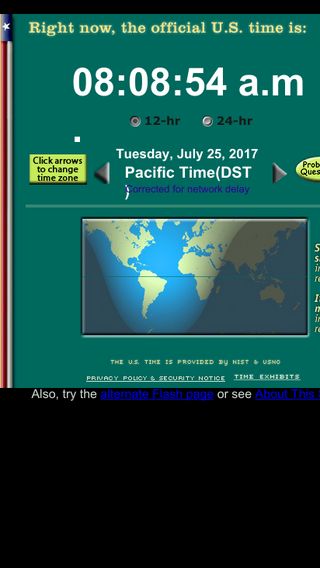 Right now, the official U.S. time is:
08:08:54 a.m
.
12-hr 24-hr
Tuesday, July 25, 2017
Click arrows
to change
time zone
Pacific Time(DST
)
Corrected for network delay
THE U.S. TIME IS PROVIDED BY NIST & USNO
PRIVACY POLICY & SECURITY NOTICE TIME EXHIBITS
Also, try the alternate Flash page or see About This